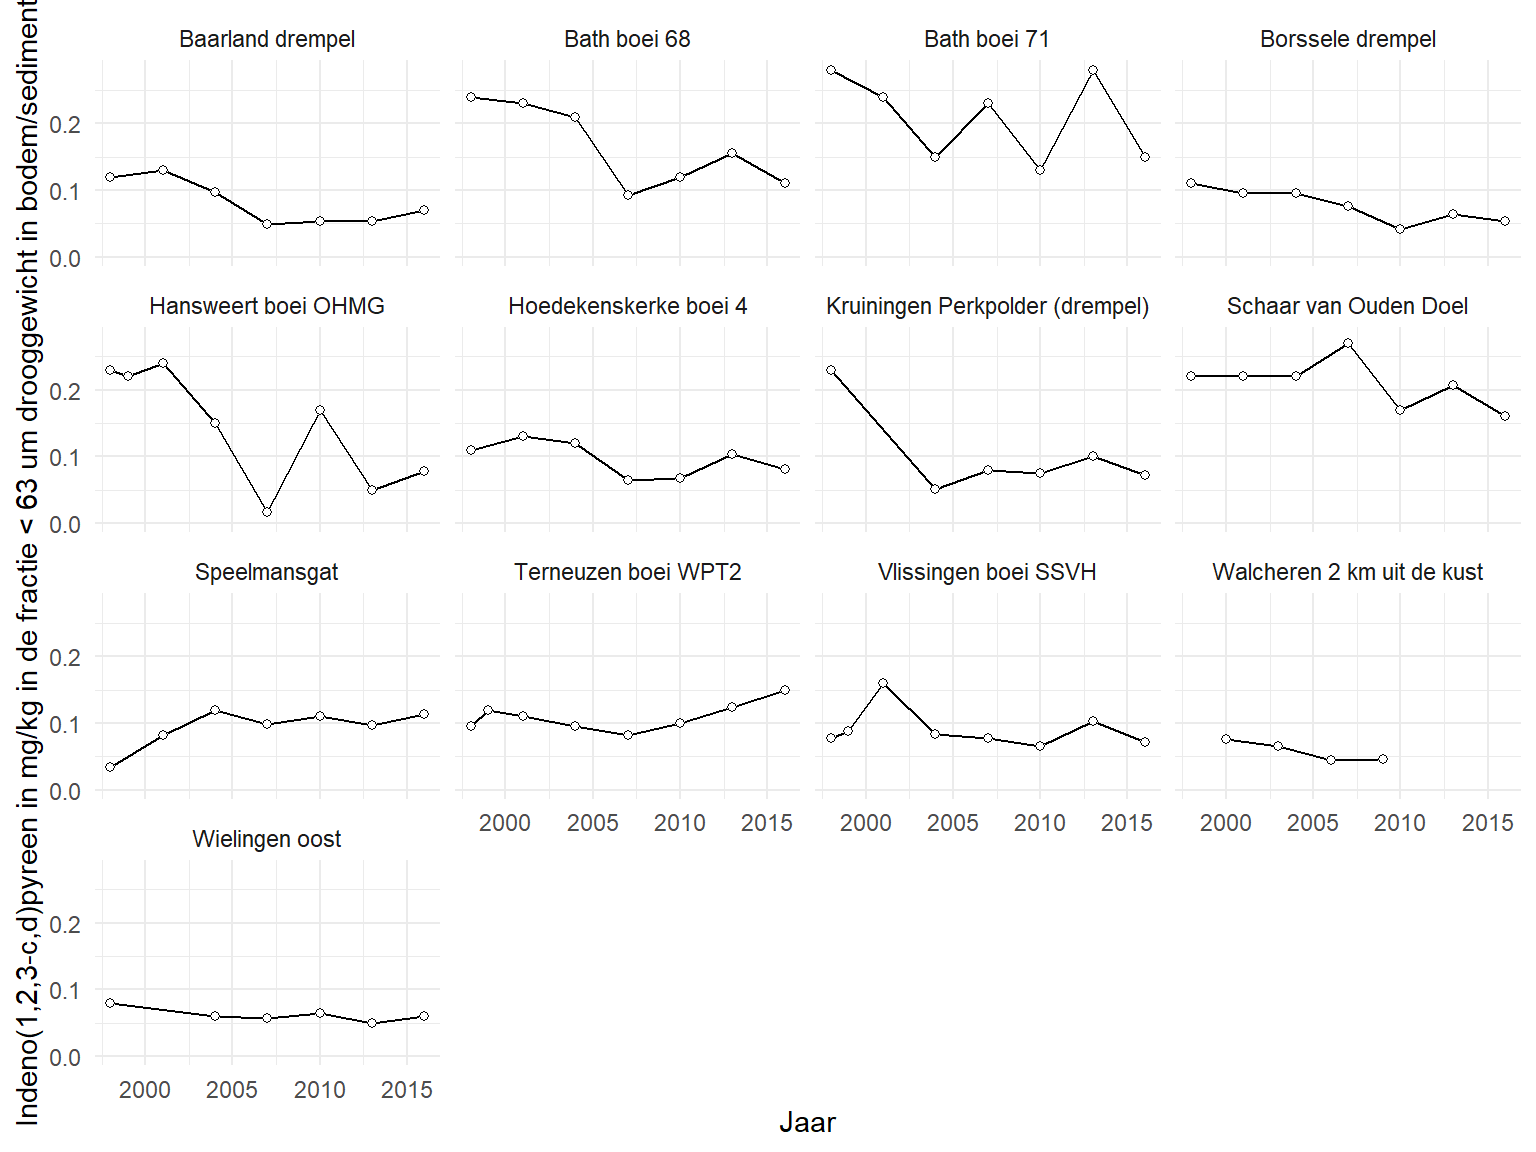 Indeno(1,2,3-c,d)pyreen in mg/kg in de fractie < 63 um drooggewicht in bodem/sediment
Baarland drempel
Bath boei 68
Bath boei 71
Borssele drempel
0.2
0.1
0.0
Hansweert boei OHMG
Hoedekenskerke boei 4
Kruiningen Perkpolder (drempel)
Schaar van Ouden Doel
0.2
0.1
0.0
Speelmansgat
Terneuzen boei WPT2
Vlissingen boei SSVH
Walcheren 2 km uit de kust
0.2
0.1
0.0
2000 2005 2010 2015
2000 2005 2010 2015
2000 2005 2010 2015
Wielingen oost
0.2
0.1
0.0
2000 2005 2010 2015
Jaar